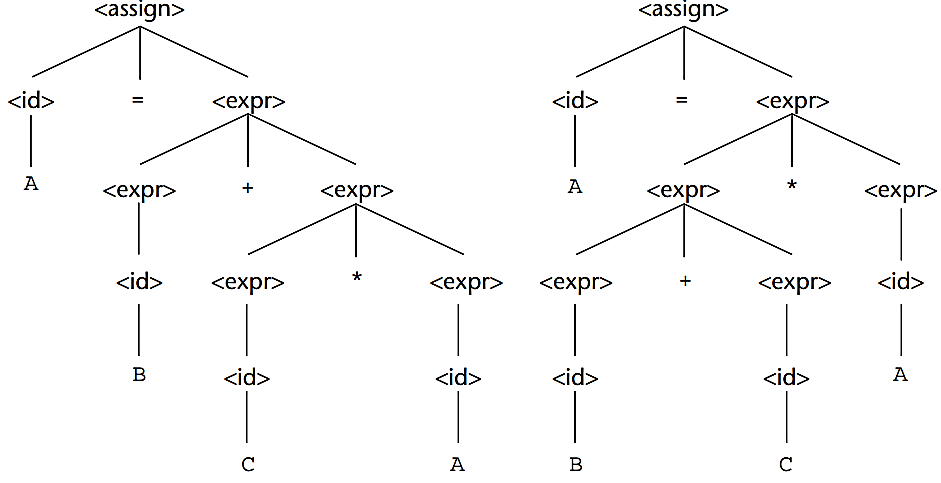 <assign> <assign>
<id> = <expr> <id> = <expr>
A <expr> + <expr> A <expr> * <expr>
<id> <expr> * <expr> <expr> + <expr> <id>
B <id> <id> <id> <id> A
C A B C